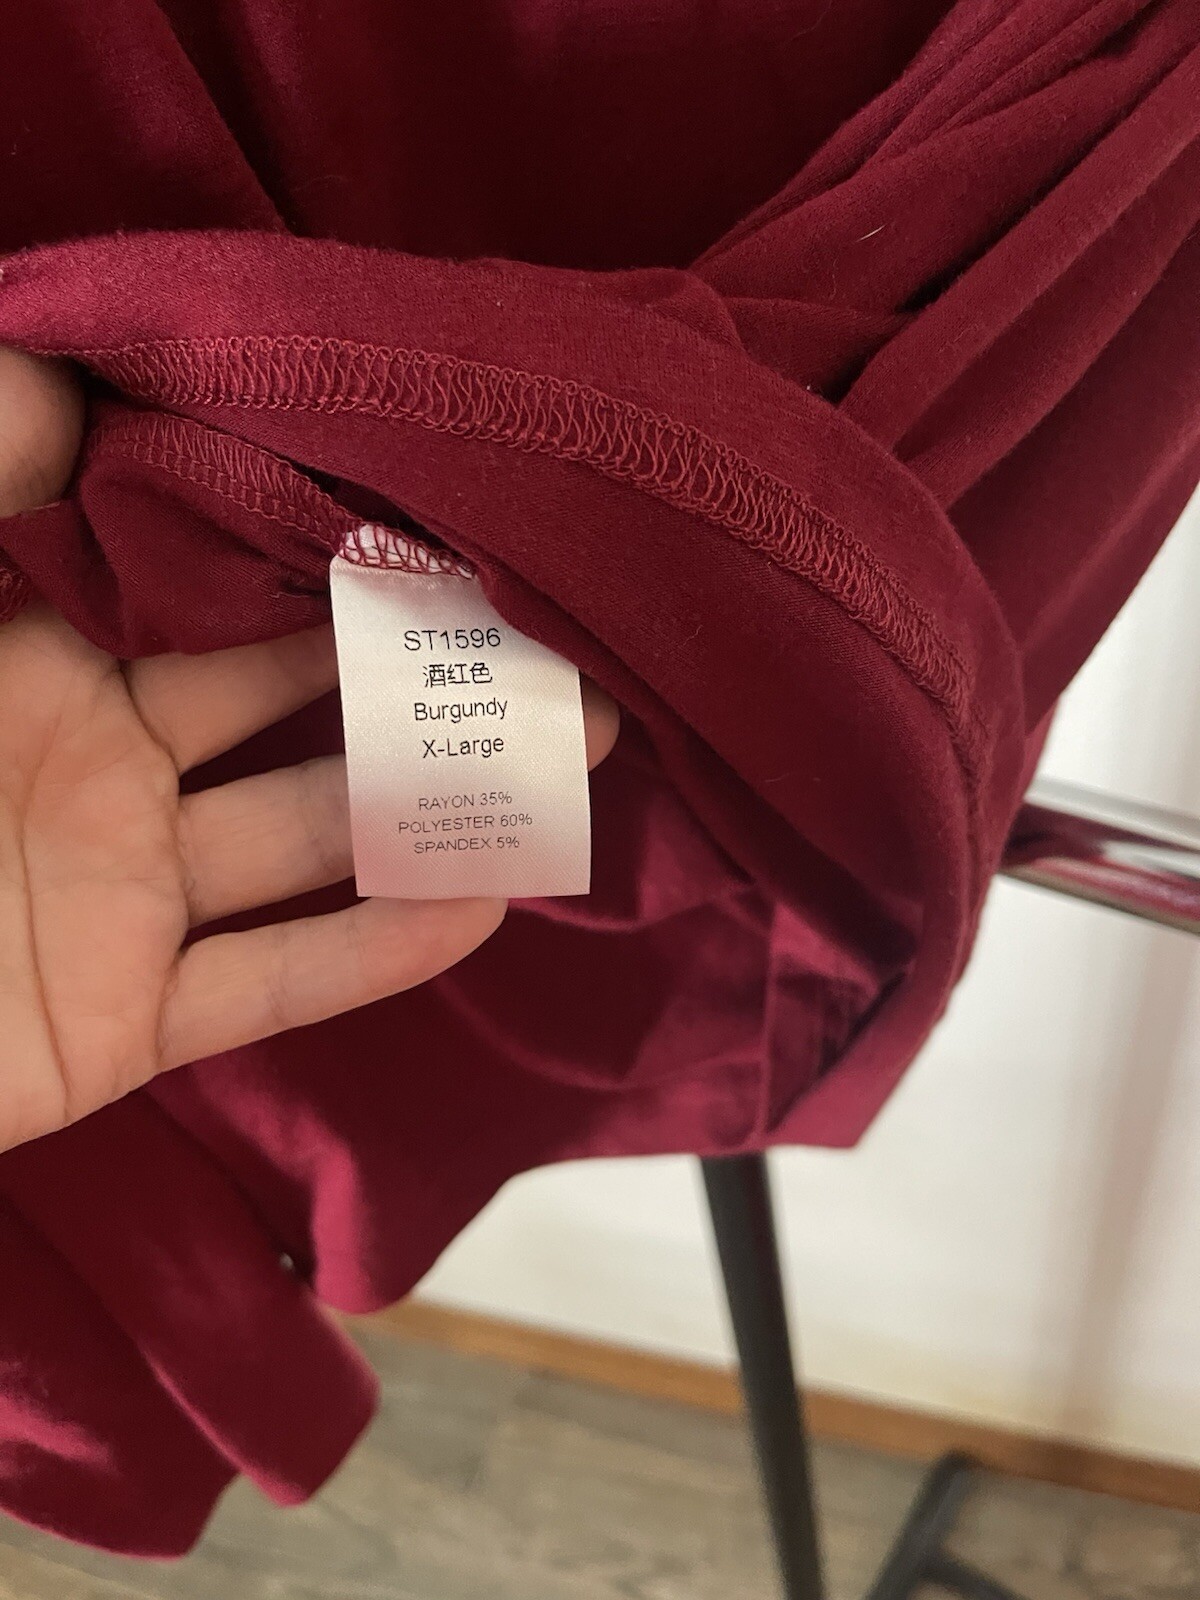 ST1596
酒红色
Burgundy
X-Large
RAYON 35%
POLYESTER 60%
SPANDEX 5%